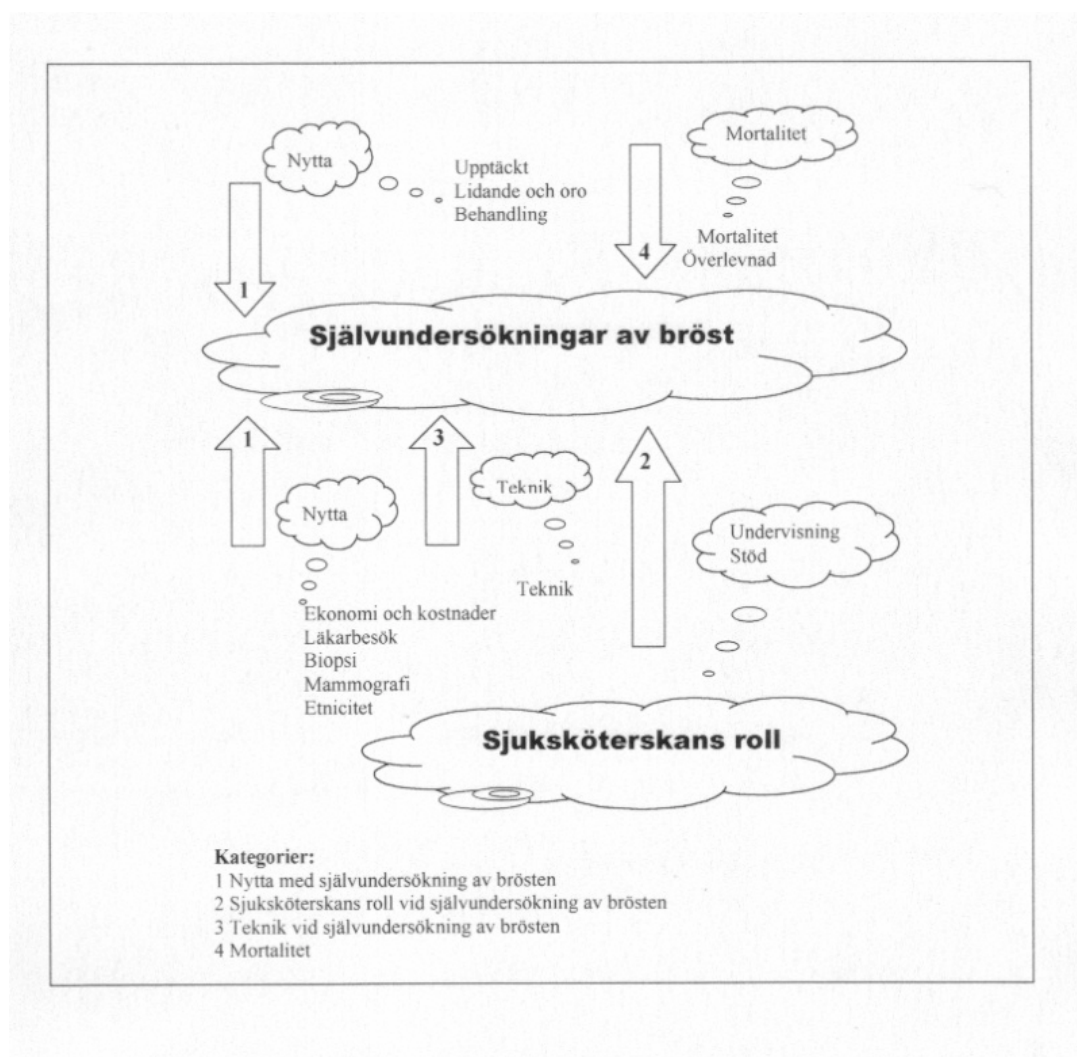 Nytta
Upptäckt
Lidande och oro
Behandling
1
Mortalitet
Mortalitet
Överlevnad
4
Självundersökningar av bröst
1
Nytta
Ekonomi och kostnader
Läkarbesök
Biopsi
Mammografi
Etnicitet
3
Teknik
Teknik
2
Undervisning
Stöd
Sjuksköterskans roll
Kategorier:
1 Nytta med självundersökning av brösten
2 Sjuksköterskans roll vid självundersökning av brösten
3 Teknik vid självundersökning av brösten
4 Mortalitet